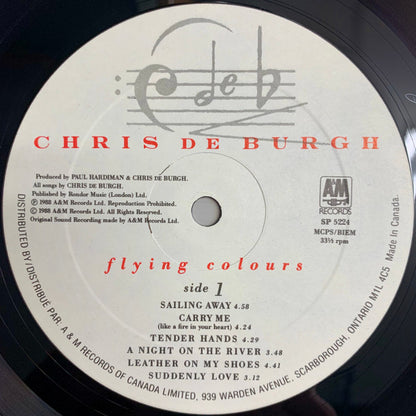 C de b
CHRIS DE BURGH
Produced by PAUL HARDIMAN & CHRIS DE BURGH.
All songs by CHRIS DE BURGH.
Published by Rondor Music (London) Ltd.
℗ 1988 A&M Records Ltd. Reproduction Prohibited.
© 1988 A&M Records Ltd. All Rights Reserved.
Original Sound Recording made by A&M Records Ltd.
A&M
RECORDS
SP 5224
MCPS/BIEM
33⅓ rpm
flying colours
side 1
SAILING AWAY 4.58
CARRY ME
(like a fire in your heart) 4.24
TENDER HANDS 4.29
A NIGHT ON THE RIVER 3.48
LEATHER ON MY SHOES 4.41
SUDDENLY LOVE 3.12
DISTRIBUTED BY/DISTRIBUÉ PAR. A & M RECORDS OF CANADA LIMITED, 939 WARDEN AVENUE, SCARBOROUGH, ONTARIO M1L 4C5 Made In Canada.